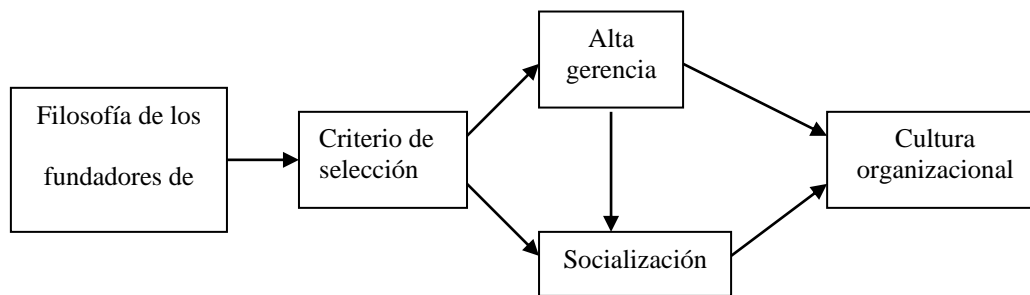 Filosofía de los
fundadores de
Criterio de
selección
Alta
gerencia
Socialización
Cultura
organizacional